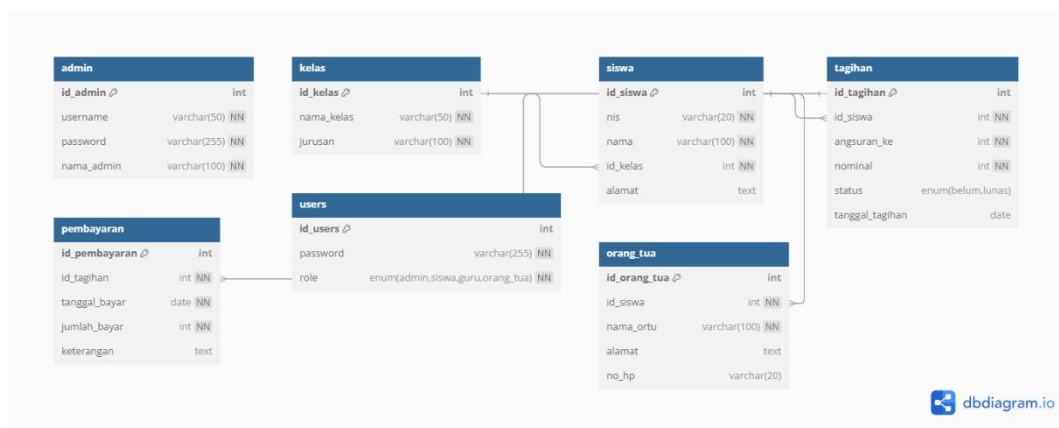 admin
id_admin int
username varchar(50) NN
password varchar(255) NN
nama_admin varchar(100) NN
kelas
id_kelas int
nama_kelas varchar(50) NN
jurusan varchar(100) NN
siswa
id_siswa int
nis varchar(20) NN
nama varchar(100) NN
id_kelas int NN
alamat text
tagihan
id_tagihan int
id_siswa int NN
angsuran_ke int NN
nominal int NN
status enum(belum,lunas)
tanggal_tagihan date
pembayaran
id_pembayaran int
id_tagihan int NN
tanggal_bayar date NN
jumlah_bayar int NN
keterangan text
users
id_users int
password varchar(255) NN
role enum(admin,siswa,guru,orang_tua) NN
orang_tua
id_orang_tua int
id_siswa int NN
nama_ortu varchar(100) NN
alamat text
no_hp varchar(20)
dbdiagram.io